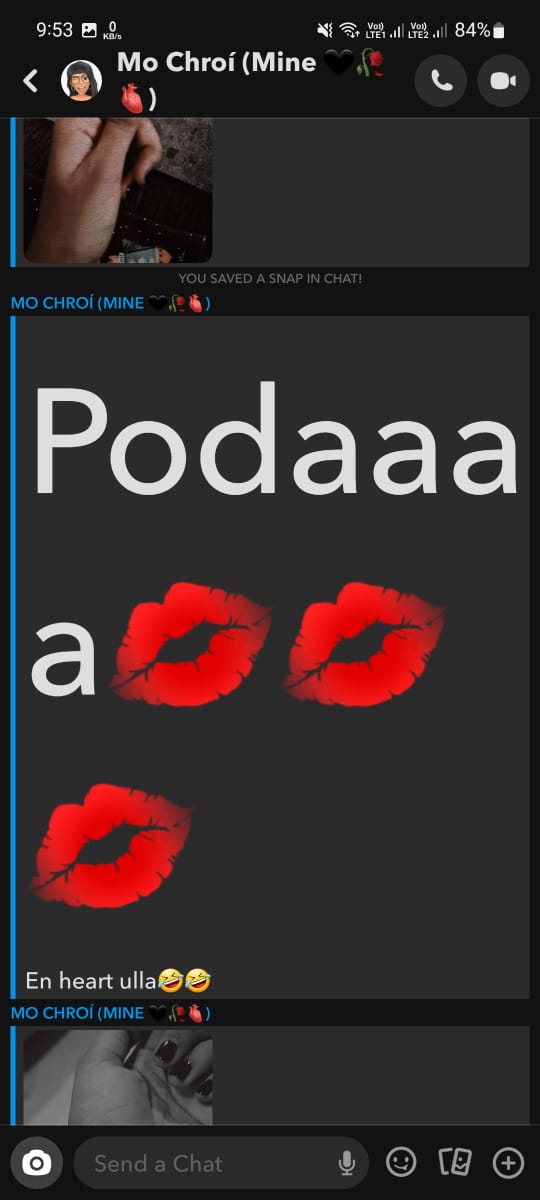 9:53 0 KB/s Vo)) LTE1 Vo)) LTE2 84%
Mo Chroí (Mine 🖤🥀
🫀)
YOU SAVED A SNAP IN CHAT!
MO CHROÍ (MINE 🖤🥀🫀)
Podaaa
a💋💋
💋
En heart ulla🤣🤣
MO CHROÍ (MINE 🖤🥀🫀)
Send a Chat